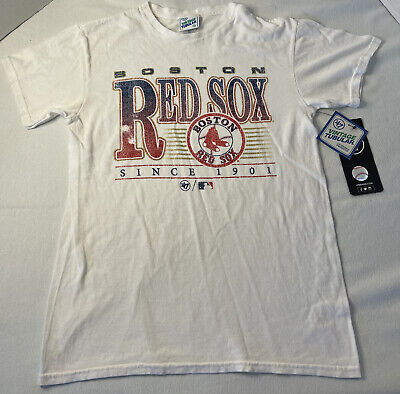 BOSTON
RED SOX
BOSTON
RED SOX
SINCE 1901
47
47
VINTAGE
TUBULAR